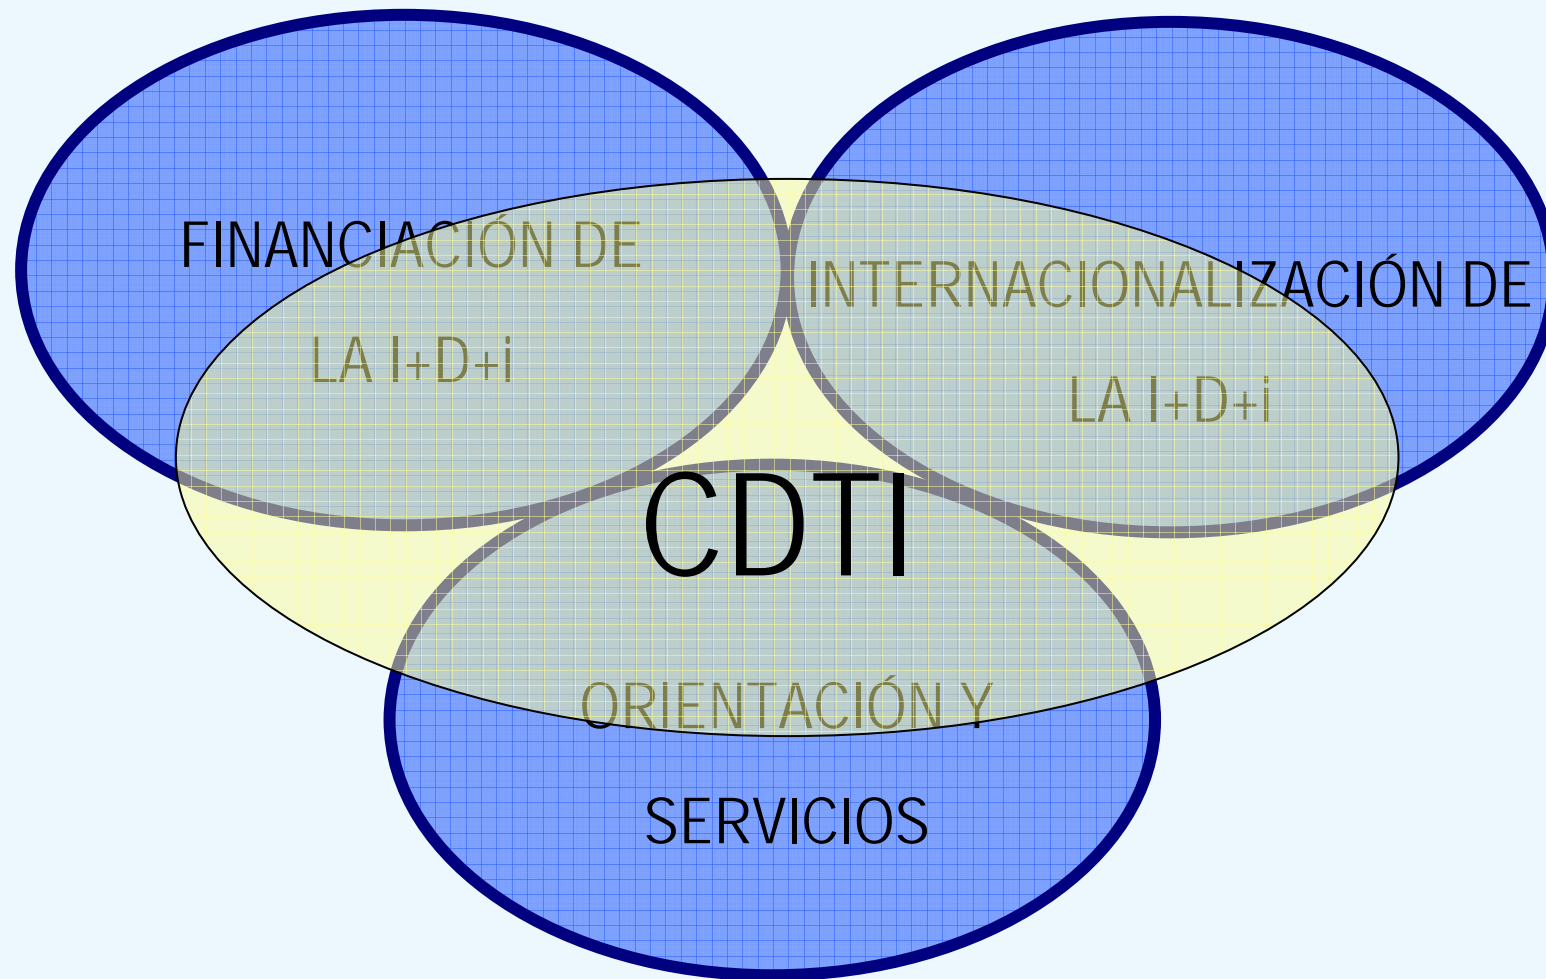 FINANCIACIÓN DE
LA I+D+i
INTERNACIONALIZACIÓN DE
LA I+D+i
CDTI
ORIENTACIÓN Y
SERVICIOS